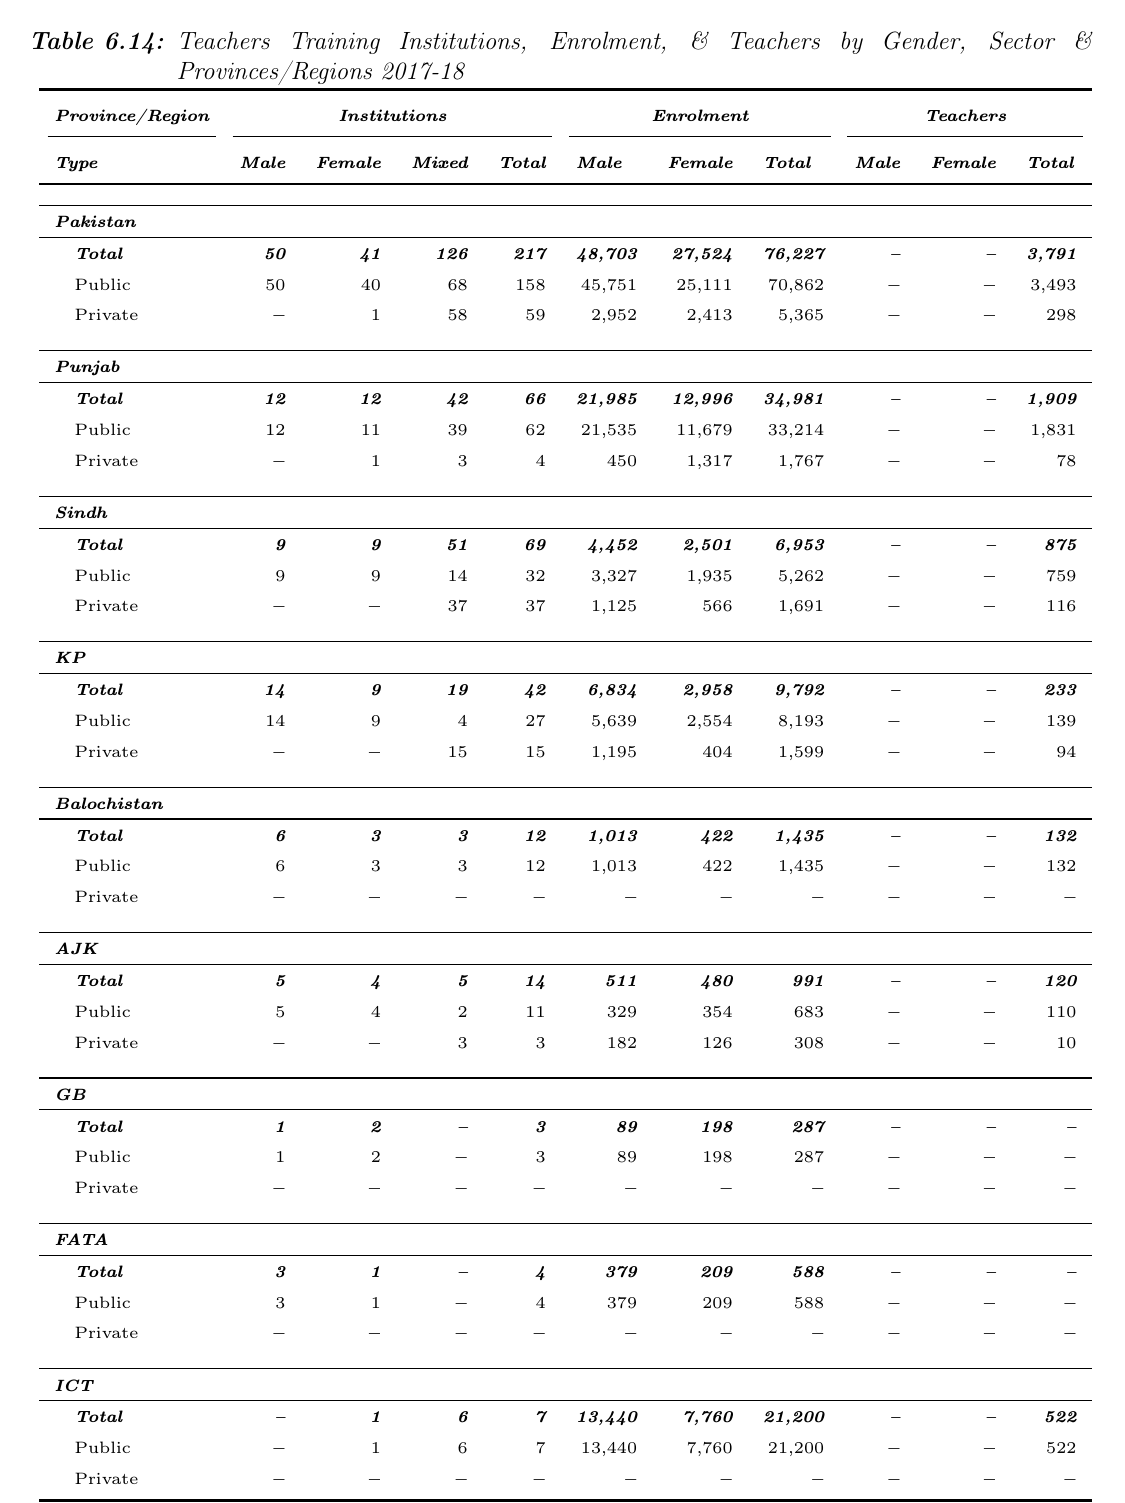 Table 6.14: Teachers Training Institutions, Enrolment, & Teachers by Gender, Sector &
Provinces/Regions 2017-18
Province/Region Institutions Enrolment Teachers
Type Male Female Mixed Total Male Female Total Male Female Total
Pakistan
Total 50 41 126 217 48,703 27,524 76,227 – – 3,791
Public 50 40 68 158 45,751 25,111 70,862 – – 3,493
Private – 1 58 59 2,952 2,413 5,365 – – 298
Punjab
Total 12 12 42 66 21,985 12,996 34,981 – – 1,909
Public 12 11 39 62 21,535 11,679 33,214 – – 1,831
Private – 1 3 4 450 1,317 1,767 – – 78
Sindh
Total 9 9 51 69 4,452 2,501 6,953 – – 875
Public 9 9 14 32 3,327 1,935 5,262 – – 759
Private – – 37 37 1,125 566 1,691 – – 116
KP
Total 14 9 19 42 6,834 2,958 9,792 – – 233
Public 14 9 4 27 5,639 2,554 8,193 – – 139
Private – – 15 15 1,195 404 1,599 – – 94
Balochistan
Total 6 3 3 12 1,013 422 1,435 – – 132
Public 6 3 3 12 1,013 422 1,435 – – 132
Private – – – – – – – – – –
AJK
Total 5 4 5 14 511 480 991 – – 120
Public 5 4 2 11 329 354 683 – – 110
Private – – 3 3 182 126 308 – – 10
GB
Total 1 2 – 3 89 198 287 – – –
Public 1 2 – 3 89 198 287 – – –
Private – – – – – – – – – –
FATA
Total 3 1 – 4 379 209 588 – – –
Public 3 1 – 4 379 209 588 – – –
Private – – – – – – – – – –
ICT
Total – 1 6 7 13,440 7,760 21,200 – – 522
Public – 1 6 7 13,440 7,760 21,200 – – 522
Private – – – – – – – – – –